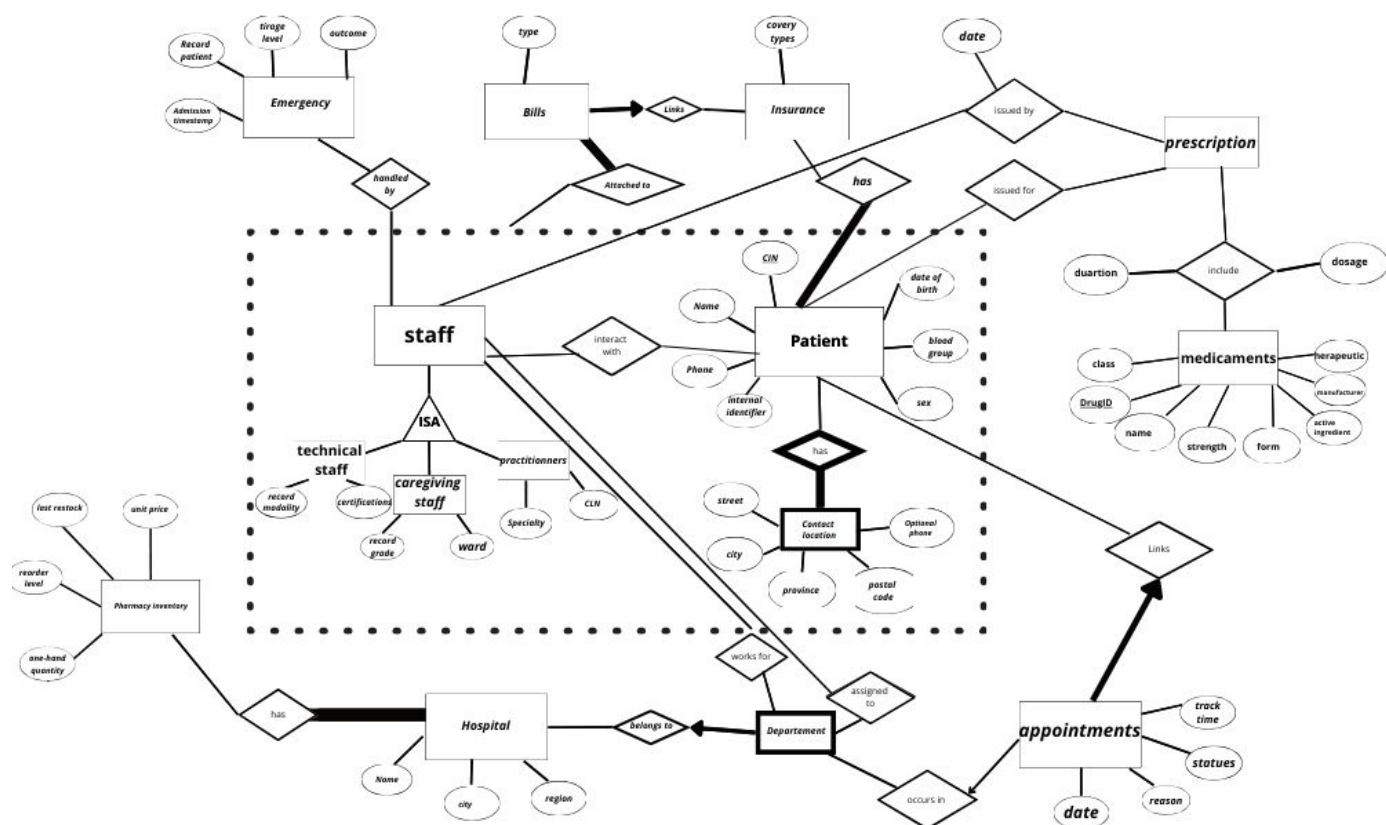 tirage
level
outcome
Record
patient
Emergency
Admission
timestamp
handled
by
type
Bills
Links
covery
types
Insurance
Attached to
has
date
issued by
prescription
issued for
duartion
include
dosage
medicaments
class
herapeutic
manufacturer
DrugID
active
ingredient
name
strength
form
staff
interact
with
CIN
Name
date of
birth
Patient
Phone
blood
group
internal
identifier
sex
ISA
technical
staff
practitionners
caregiving
staff
record
modality
certifications
record
grade
ward
Specialty
CLN
has
street
Contact
location
Optional
phone
city
province
postal
code
Links
last restock
unit price
reorder
level
Pharmacy inventory
one-hand
quantity
has
Hospital
Name
city
region
belongs to
works for
assigned
to
Departement
occurs in
appointments
track
time
statues
date
reason